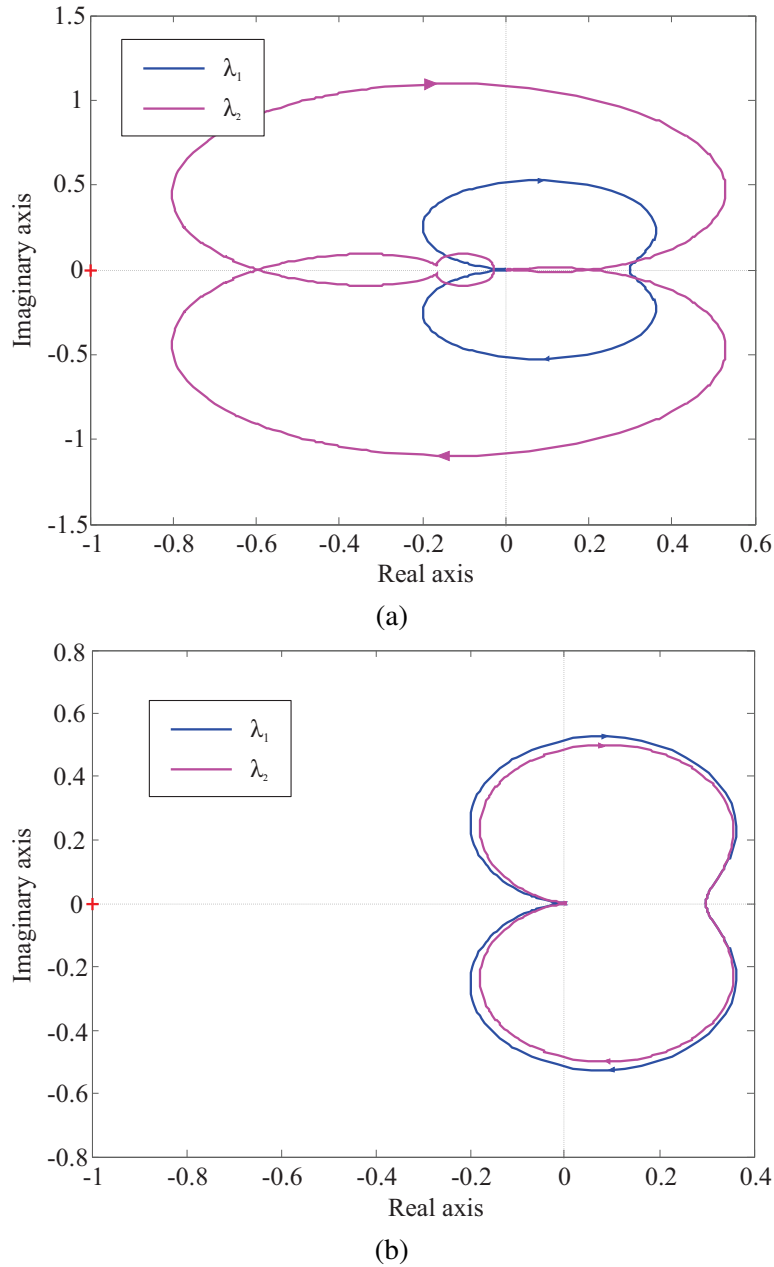 1.5
λ₁
λ₂
1
0.5
0
-0.5
-1
-1.5
Imaginary axis
-1 -0.8 -0.6 -0.4 -0.2 0 0.2 0.4 0.6
Real axis
(a)
0.8
λ₁
λ₂
0.6
0.4
0.2
0
-0.2
-0.4
-0.6
-0.8
Imaginary axis
-1 -0.8 -0.6 -0.4 -0.2 0 0.2 0.4
Real axis
(b)